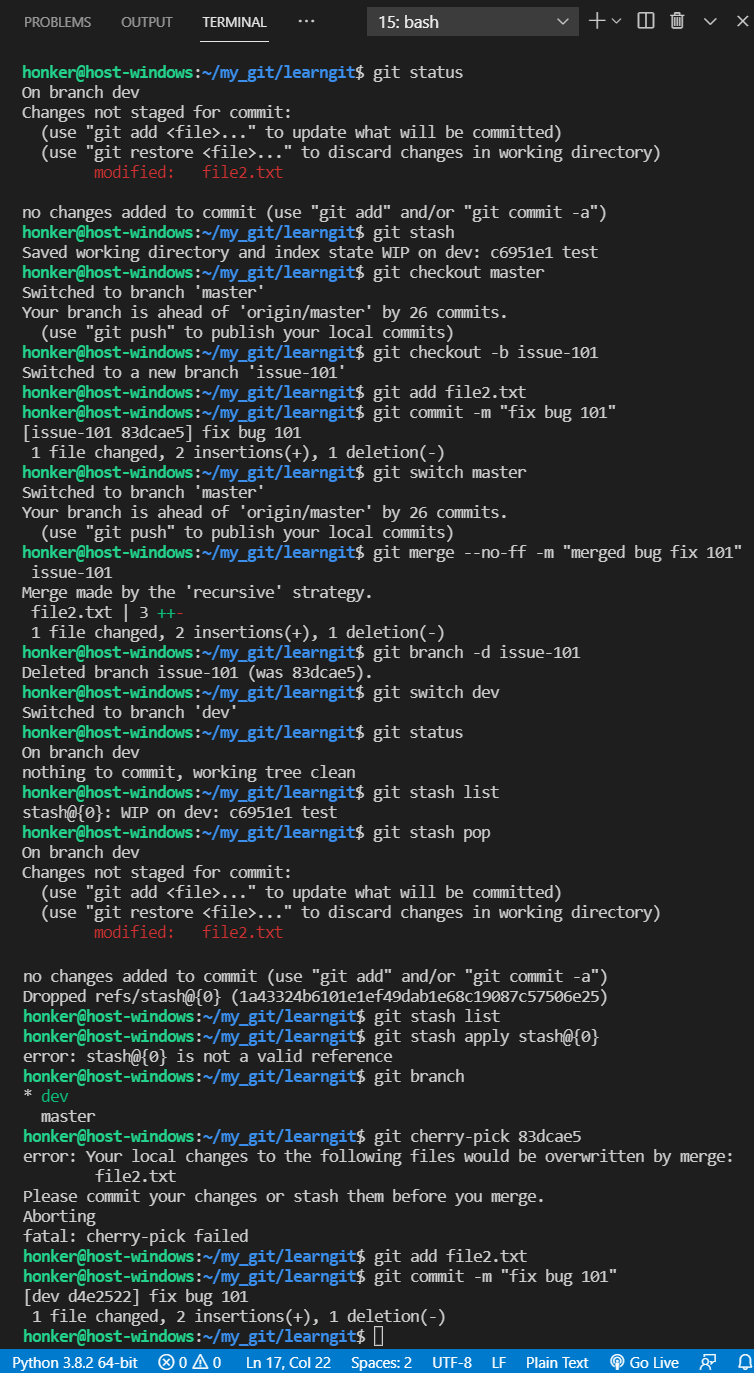 PROBLEMS OUTPUT TERMINAL ··· 15: bash
honker@host-windows:~/my_git/learngit$ git status
On branch dev
Changes not staged for commit:
  (use "git add <file>..." to update what will be committed)
  (use "git restore <file>..." to discard changes in working directory)
        modified:   file2.txt
no changes added to commit (use "git add" and/or "git commit -a")
honker@host-windows:~/my_git/learngit$ git stash
Saved working directory and index state WIP on dev: c6951e1 test
honker@host-windows:~/my_git/learngit$ git checkout master
Switched to branch 'master'
Your branch is ahead of 'origin/master' by 26 commits.
  (use "git push" to publish your local commits)
honker@host-windows:~/my_git/learngit$ git checkout -b issue-101
Switched to a new branch 'issue-101'
honker@host-windows:~/my_git/learngit$ git add file2.txt
honker@host-windows:~/my_git/learngit$ git commit -m "fix bug 101"
[issue-101 83dcae5] fix bug 101
 1 file changed, 2 insertions(+), 1 deletion(-)
honker@host-windows:~/my_git/learngit$ git switch master
Switched to branch 'master'
Your branch is ahead of 'origin/master' by 26 commits.
  (use "git push" to publish your local commits)
honker@host-windows:~/my_git/learngit$ git merge --no-ff -m "merged bug fix 101"
 issue-101
Merge made by the 'recursive' strategy.
 file2.txt | 3 ++-
 1 file changed, 2 insertions(+), 1 deletion(-)
honker@host-windows:~/my_git/learngit$ git branch -d issue-101
Deleted branch issue-101 (was 83dcae5).
honker@host-windows:~/my_git/learngit$ git switch dev
Switched to branch 'dev'
honker@host-windows:~/my_git/learngit$ git status
On branch dev
nothing to commit, working tree clean
honker@host-windows:~/my_git/learngit$ git stash list
stash@{0}: WIP on dev: c6951e1 test
honker@host-windows:~/my_git/learngit$ git stash pop
On branch dev
Changes not staged for commit:
  (use "git add <file>..." to update what will be committed)
  (use "git restore <file>..." to discard changes in working directory)
        modified:   file2.txt
no changes added to commit (use "git add" and/or "git commit -a")
Dropped refs/stash@{0} (1a43324b6101e1ef49dab1e68c19087c57506e25)
honker@host-windows:~/my_git/learngit$ git stash list
honker@host-windows:~/my_git/learngit$ git stash apply stash@{0}
error: stash@{0} is not a valid reference
honker@host-windows:~/my_git/learngit$ git branch
* dev
  master
honker@host-windows:~/my_git/learngit$ git cherry-pick 83dcae5
error: Your local changes to the following files would be overwritten by merge:
        file2.txt
Please commit your changes or stash them before you merge.
Aborting
fatal: cherry-pick failed
honker@host-windows:~/my_git/learngit$ git add file2.txt
honker@host-windows:~/my_git/learngit$ git commit -m "fix bug 101"
[dev d4e2522] fix bug 101
 1 file changed, 2 insertions(+), 1 deletion(-)
honker@host-windows:~/my_git/learngit$
Python 3.8.2 64-bit 0 0 Ln 17, Col 22 Spaces: 2 UTF-8 LF Plain Text Go Live